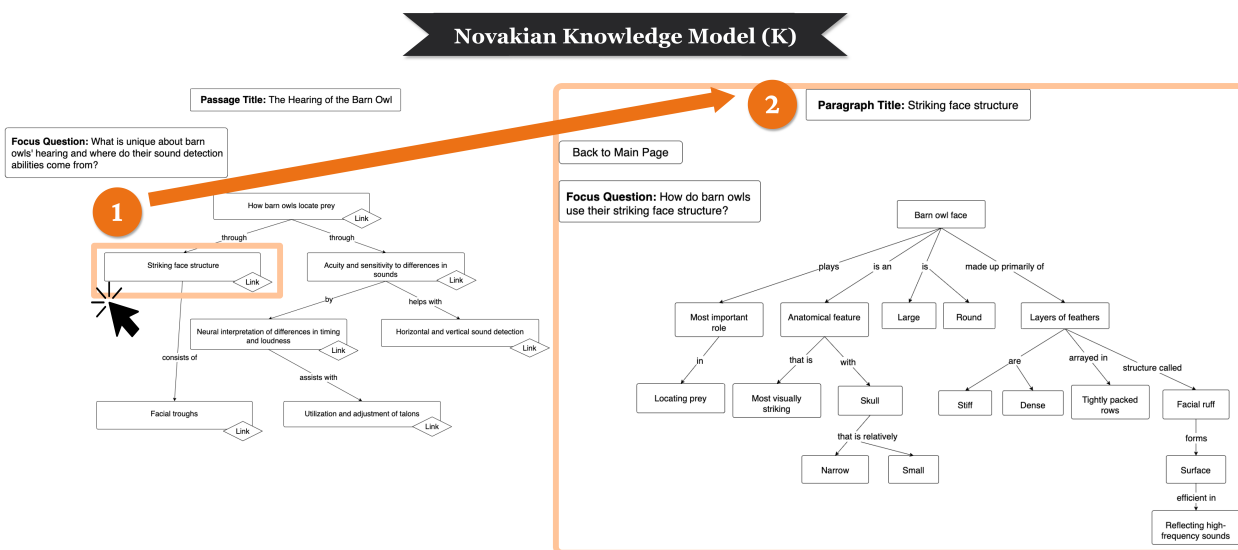 Novakian Knowledge Model (K)
Passage Title: The Hearing of the Barn Owl
Focus Question: What is unique about barn
owls' hearing and where do their sound detection
abilities come from?
1
How barn owls locate prey
Link
through
through
Striking face structure
Link
Acuity and sensitivity to differences in
sounds
Link
by
helps with
Neural interpretation of differences in timing
and loudness
Link
Horizontal and vertical sound detection
Link
consists of
assists with
Facial troughs
Link
Utilization and adjustment of talons
Link
2
Paragraph Title: Striking face structure
Back to Main Page
Focus Question: How do barn owls
use their striking face structure?
Barn owl face
plays
is an
is
made up primarily of
Most important
role
Anatomical feature
Large
Round
Layers of feathers
in
that is
with
are
arrayed in
structure called
Locating prey
Most visually
striking
Skull
Stiff
Dense
Tightly packed
rows
Facial ruff
that is relatively
forms
Narrow
Small
Surface
efficient in
Reflecting high-
frequency sounds